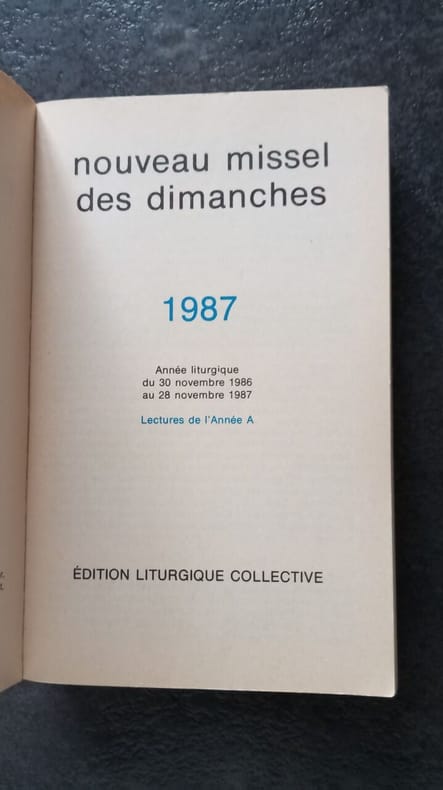 nouveau missel
des dimanches
1987
Année liturgique
du 30 novembre 1986
au 28 novembre 1987
Lectures de l'Année A
ÉDITION LITURGIQUE COLLECTIVE